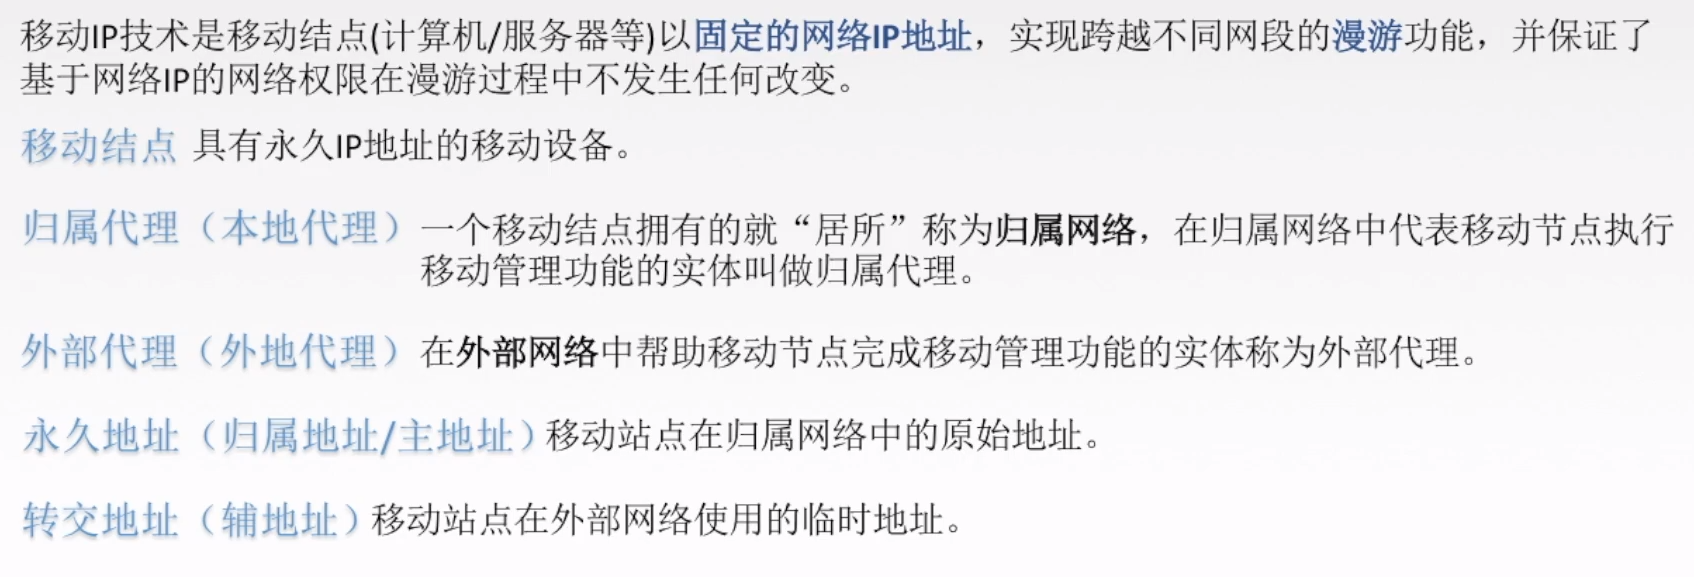 移动IP技术是移动结点(计算机/服务器等)以固定的网络IP地址，实现跨越不同网段的漫游功能，并保证了
基于网络IP的网络权限在漫游过程中不发生任何改变。
移动结点 具有永久IP地址的移动设备。
归属代理（本地代理）一个移动结点拥有的就“居所”称为归属网络，在归属网络中代表移动节点执行
移动管理功能的实体叫做归属代理。
外部代理（外地代理）在外部网络中帮助移动节点完成移动管理功能的实体称为外部代理。
永久地址（归属地址/主地址）移动站点在归属网络中的原始地址。
转交地址（辅地址）移动站点在外部网络使用的临时地址。